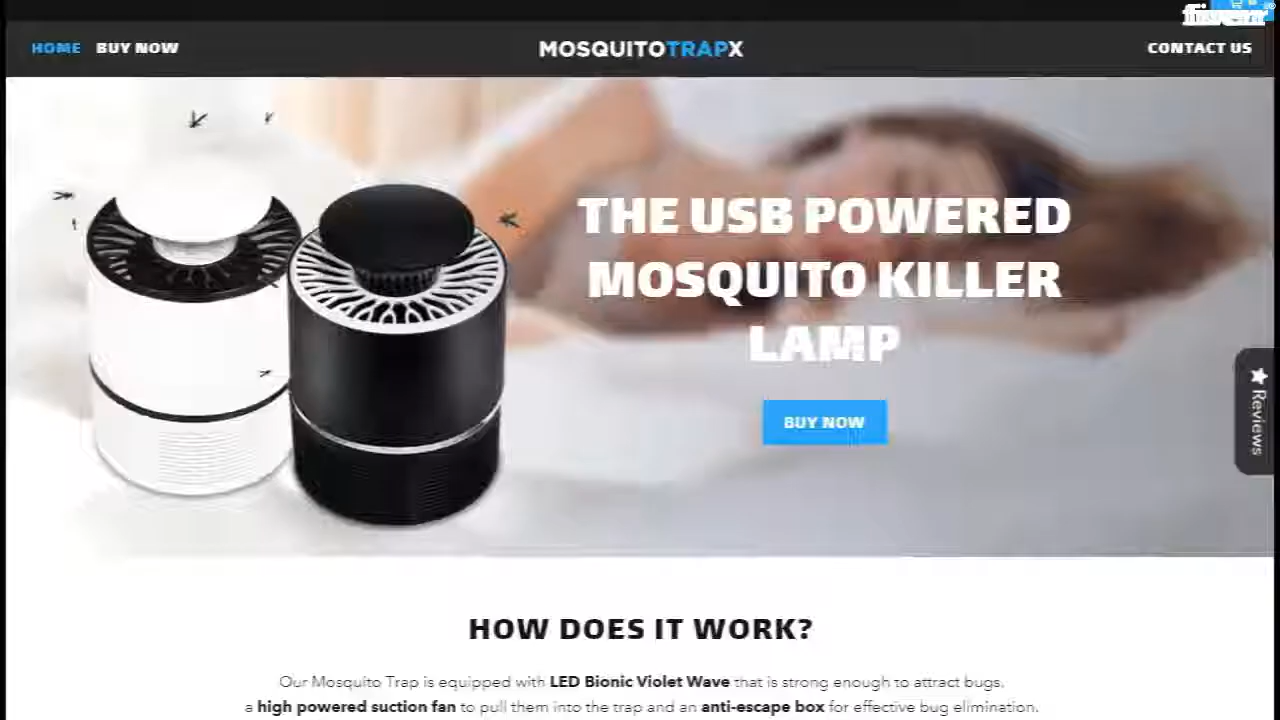 fiverr
HOME BUY NOW MOSQUITOTRAPX CONTACT US
THE USB POWERED
MOSQUITO KILLER
LAMP
BUY NOW
Reviews
HOW DOES IT WORK?
Our Mosquito Trap is equipped with LED Bionic Violet Wave that is strong enough to attract bugs,
a high powered suction fan to pull them into the trap and an anti-escape box for effective bug elimination.